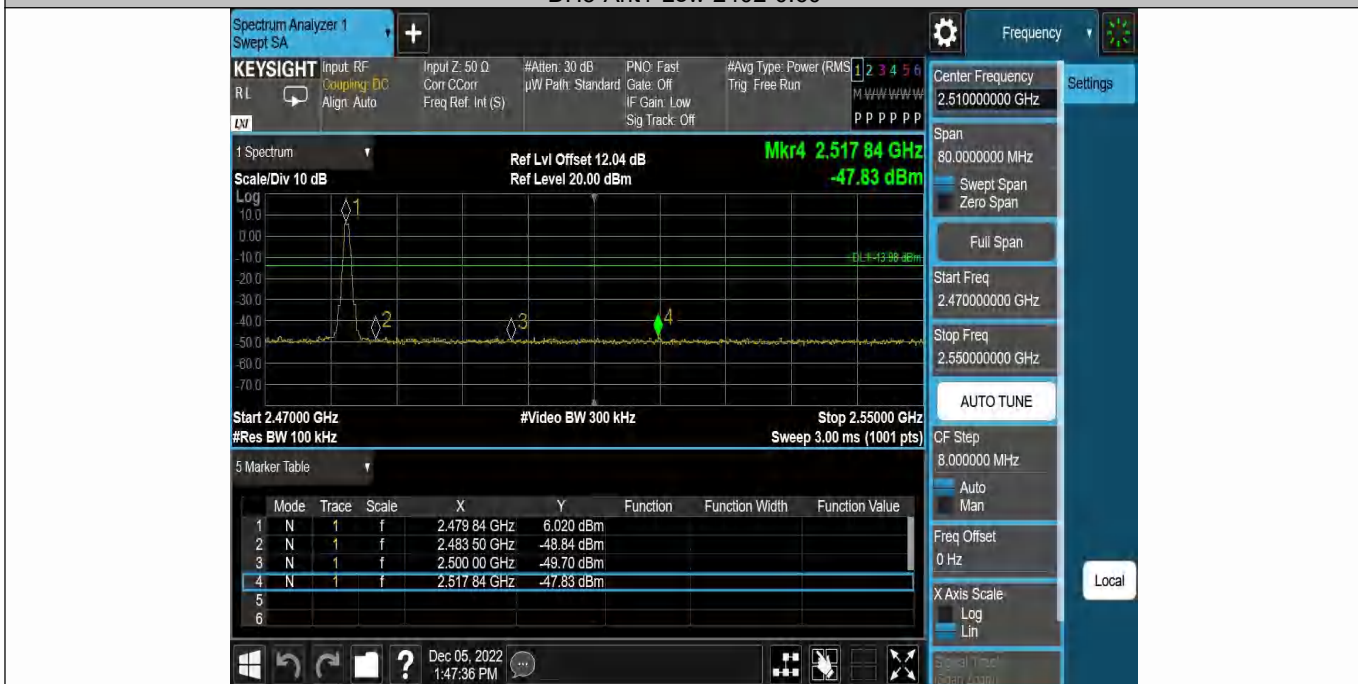 Spectrum Analyzer 1
Swept SA
+
Frequency
KEYSIGHT Input: RF Input Z: 50 Ω #Atten: 30 dB PNO: Fast #Avg Type: Power (RMS 1 2 3 4 5 6
RL Coupling: DC Corr CCorr µW Path: Standard Gate: Off Trig: Free Run M W W W W W
Align: Auto Freq Ref: Int (S) IF Gain: Low
LXI Sig Track: Off P P P P P P
Center Frequency
2.510000000 GHz
Settings
1 Spectrum
Ref Lvl Offset 12.04 dB
Mkr4 2.517 84 GHz
Scale/Div 10 dB Ref Level 20.00 dBm -47.83 dBm
Log
10.0
0.00
-10.0
-20.0
-30.0
-40.0
-50.0
-60.0
-70.0
1
2
3
4
DL1 -13.98 dBm
Start 2.47000 GHz #Video BW 300 kHz Stop 2.55000 GHz
#Res BW 100 kHz Sweep 3.00 ms (1001 pts)
Span
80.0000000 MHz
Swept Span
Zero Span
Full Span
Start Freq
2.470000000 GHz
Stop Freq
2.550000000 GHz
AUTO TUNE
CF Step
8.000000 MHz
Auto
Man
Freq Offset
0 Hz
X Axis Scale
Log
Lin
Local
5 Marker Table
Mode Trace Scale X Y Function Function Width Function Value
1 N 1 f 2.479 84 GHz 6.020 dBm
2 N 1 f 2.483 50 GHz -48.84 dBm
3 N 1 f 2.500 00 GHz -49.70 dBm
4 N 1 f 2.517 84 GHz -47.83 dBm
5
6
? Dec 05, 2022
1:47:36 PM